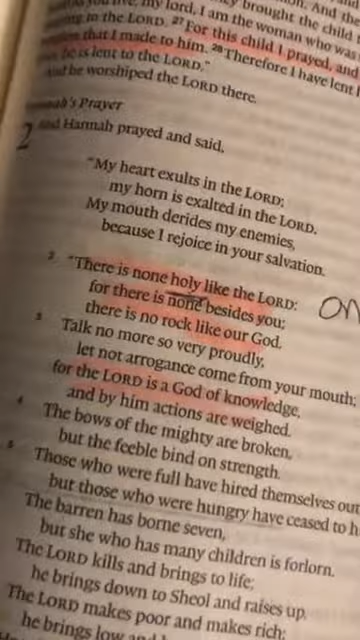 my lord, I am the woman who was
to the LORD. 27 For this child I prayed, and
that I made to him. 28 Therefore I have lent
he is lent to the LORD."
And he worshiped the LORD there.
Prayer
2 And Hannah prayed and said,
"My heart exults in the LORD;
my horn is exalted in the LORD.
My mouth derides my enemies,
because I rejoice in your salvation.
2 "There is none holy like the LORD:
for there is none besides you;
there is no rock like our God.
3 Talk no more so very proudly,
let not arrogance come from your mouth;
for the LORD is a God of knowledge,
and by him actions are weighed.
4 The bows of the mighty are broken,
but the feeble bind on strength.
5 Those who were full have hired themselves out
but those who were hungry have ceased to
The barren has borne seven,
but she who has many children is forlorn.
The LORD kills and brings to life;
he brings down to Sheol and raises up.
The LORD makes poor and makes rich;
he brings low and